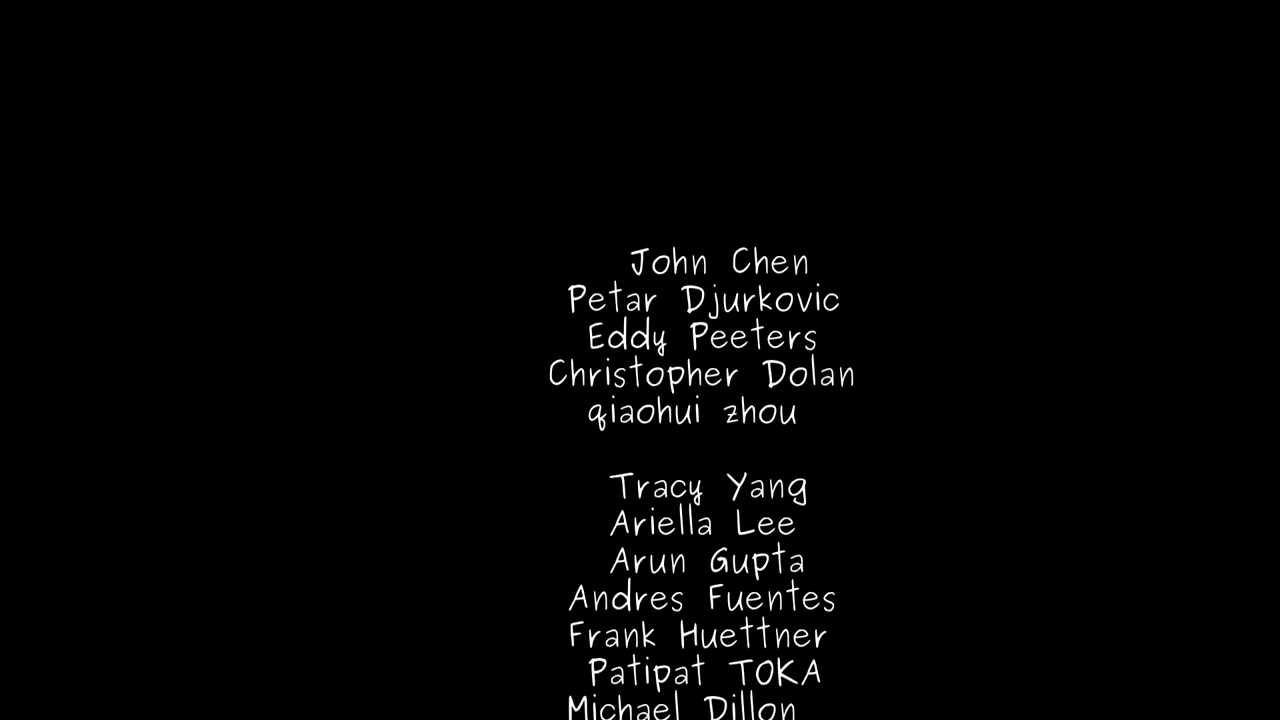 John Chen
Petar Djurkovic
Eddy Peeters
Christopher Dolan
qiaohui zhou
Tracy Yang
Ariella Lee
Arun Gupta
Andres Fuentes
Frank Huettner
Patipat TOKA
Michael Dillon